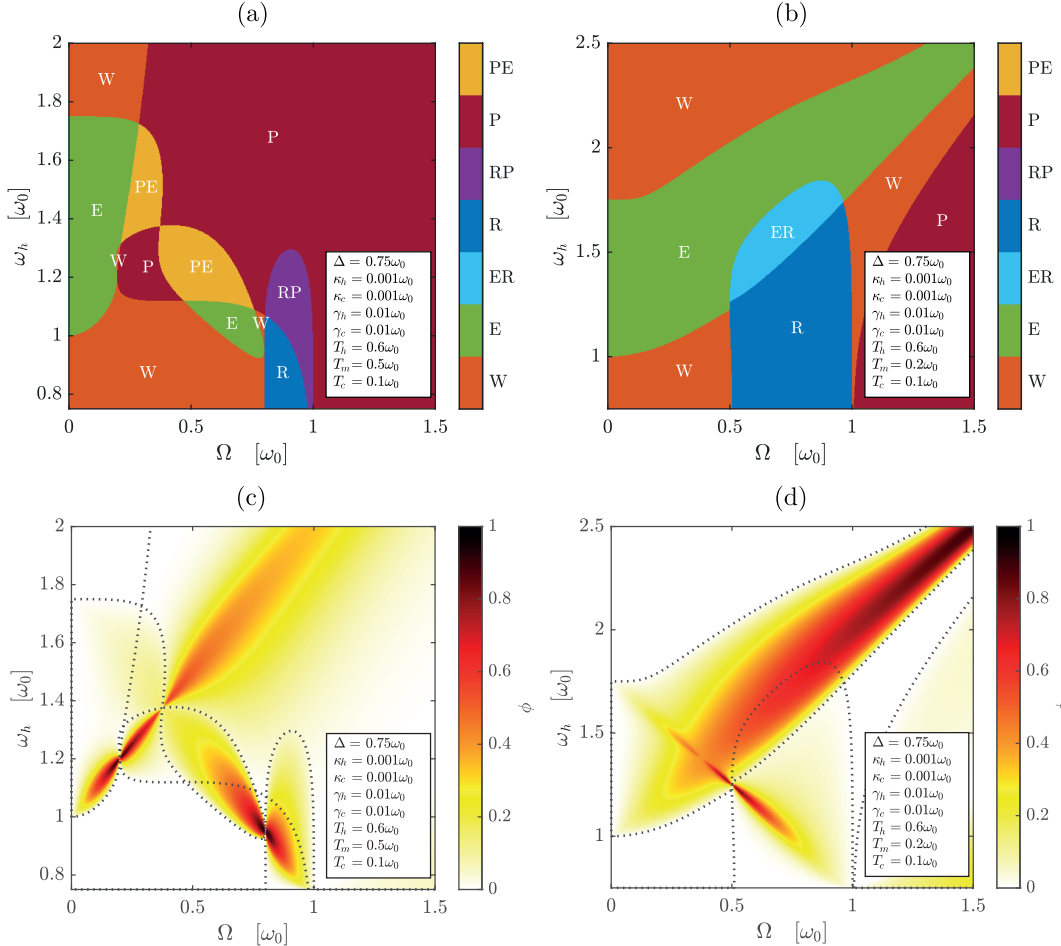 (a)
2
1.8
1.6
1.4
1.2
1
0.8
0
0.5
1
1.5
ω_h [ω_0]
Ω [ω_0]
W
P
PE
E
W
P
PE
RP
E
W
W
R
Δ = 0.75ω_0
κ_h = 0.001ω_0
κ_c = 0.001ω_0
γ_h = 0.01ω_0
γ_c = 0.01ω_0
T_h = 0.6ω_0
T_m = 0.5ω_0
T_c = 0.1ω_0
PE
P
RP
R
ER
E
W
(b)
2.5
2
1.5
1
0
0.5
1
1.5
ω_h [ω_0]
Ω [ω_0]
W
W
P
ER
E
R
W
Δ = 0.75ω_0
κ_h = 0.001ω_0
κ_c = 0.001ω_0
γ_h = 0.01ω_0
γ_c = 0.01ω_0
T_h = 0.6ω_0
T_m = 0.2ω_0
T_c = 0.1ω_0
PE
P
RP
R
ER
E
W
(c)
2
1.8
1.6
1.4
1.2
1
0.8
0
0.5
1
1.5
ω_h [ω_0]
Ω [ω_0]
Δ = 0.75ω_0
κ_h = 0.001ω_0
κ_c = 0.001ω_0
γ_h = 0.01ω_0
γ_c = 0.01ω_0
T_h = 0.6ω_0
T_m = 0.5ω_0
T_c = 0.1ω_0
1
0.8
0.6
0.4
0.2
0
ϕ
(d)
2.5
2
1.5
1
0
0.5
1
1.5
ω_h [ω_0]
Ω [ω_0]
Δ = 0.75ω_0
κ_h = 0.001ω_0
κ_c = 0.001ω_0
γ_h = 0.01ω_0
γ_c = 0.01ω_0
T_h = 0.6ω_0
T_m = 0.2ω_0
T_c = 0.1ω_0
1
0.8
0.6
0.4
0.2
0